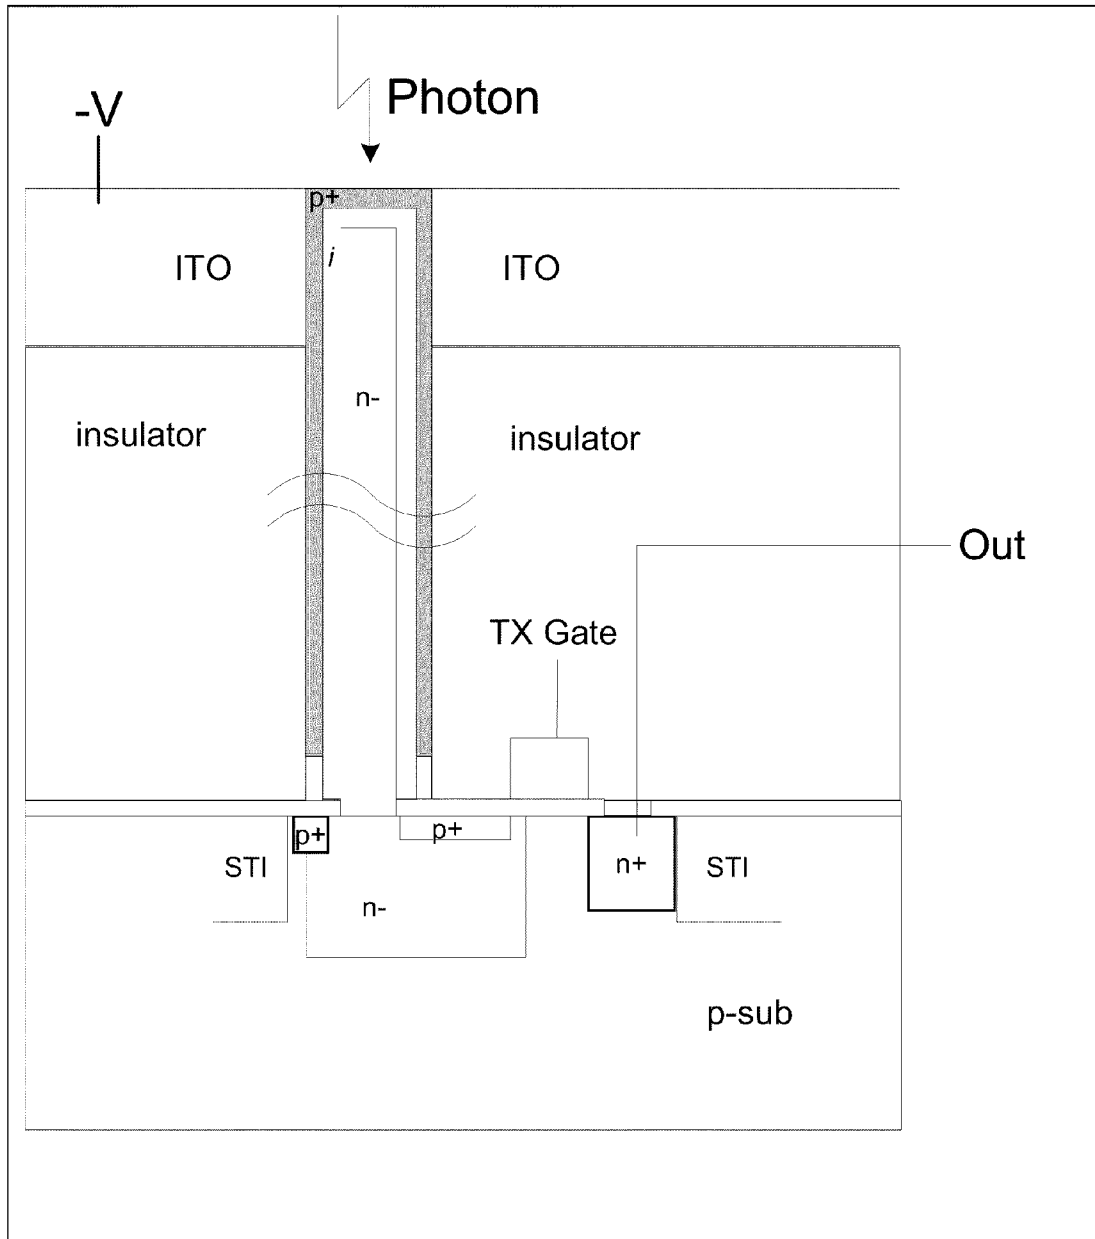 Photon
-V
p+
i
ITO
ITO
n-
insulator
insulator
Out
TX Gate
p+
p+
STI
n+
STI
n-
p-sub